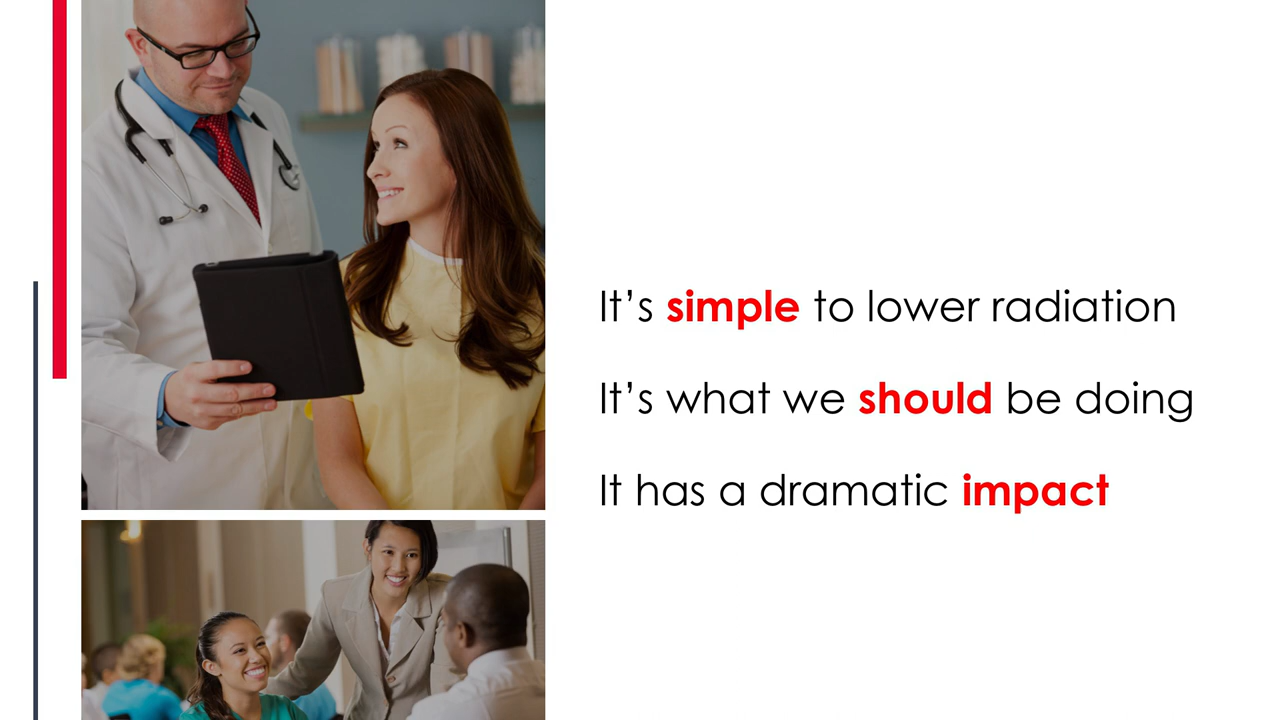 It’s simple to lower radiation
It’s what we should be doing
It has a dramatic impact